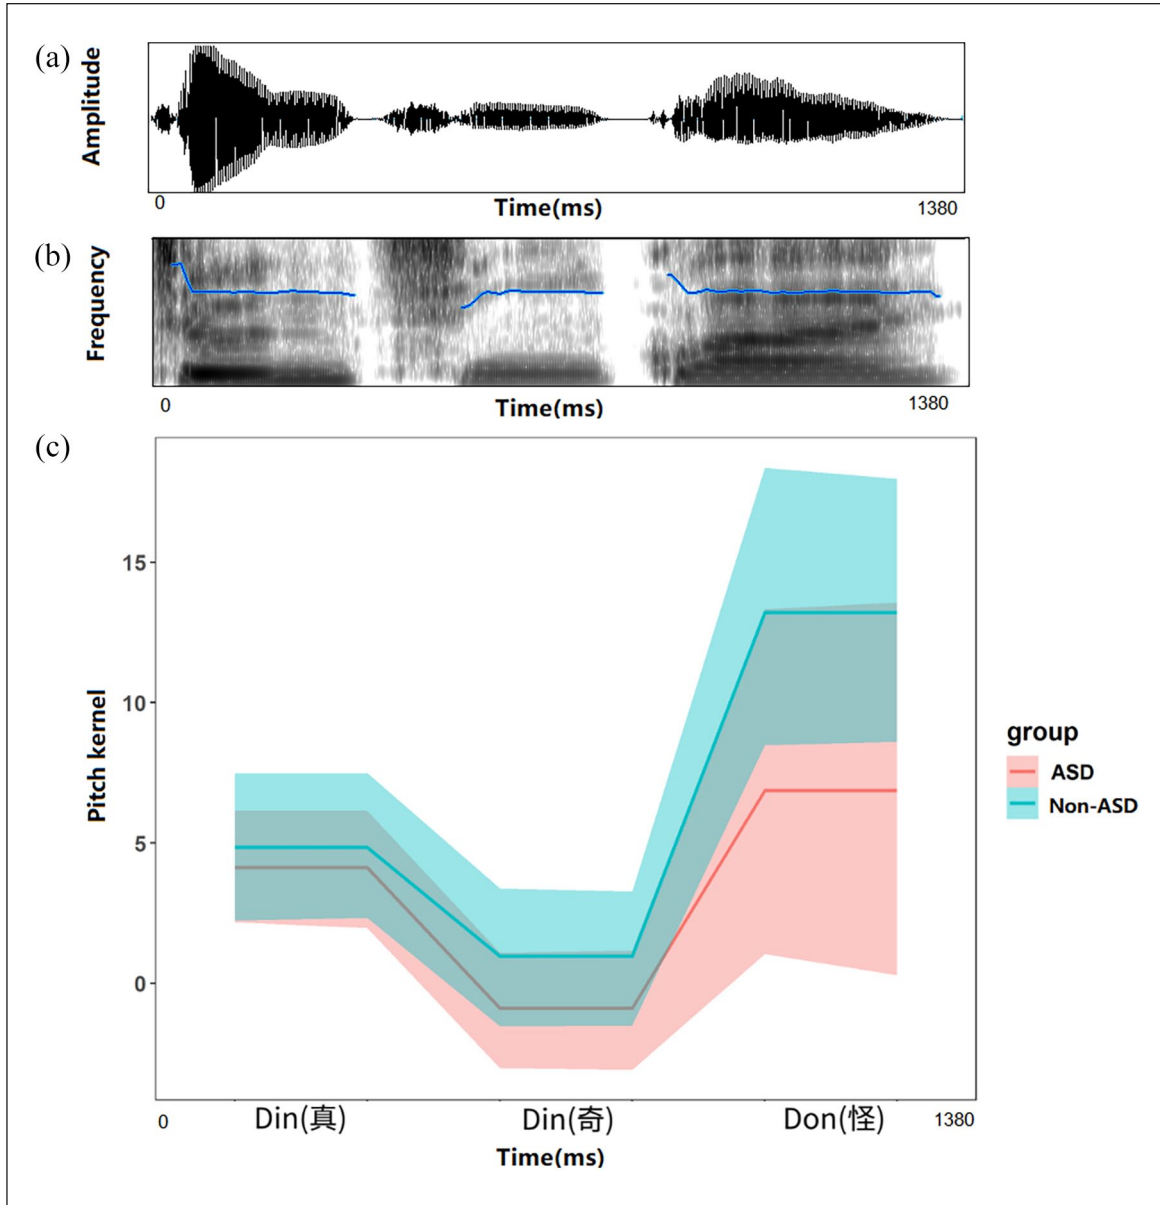 (a)
Amplitude
0
Time(ms)
1380
(b)
Frequency
0
Time(ms)
1380
(c)
Pitch kernel
15
10
5
0
0
Din(真)
Din(奇)
Don(怪)
1380
Time(ms)
group
ASD
Non-ASD